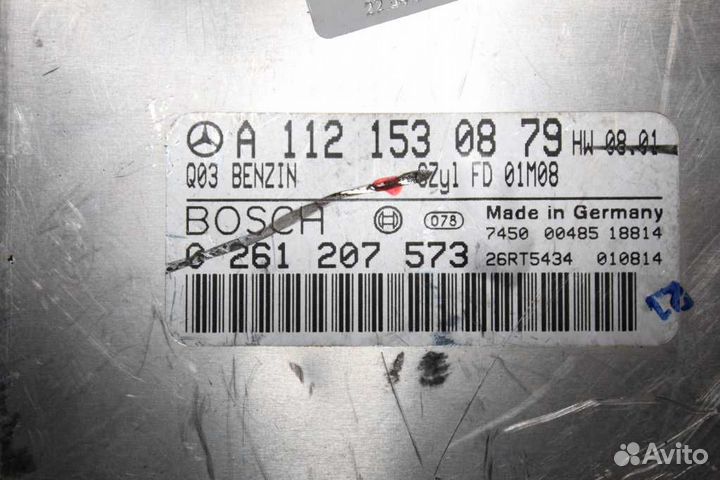 A 112 153 08 79 HW 08.01
Q03 BENZIN 6Zyl FD 01M08
BOSCH 078 Made in Germany
7450 00485 18814
0 261 207 573 26RT5434 010814
Avito